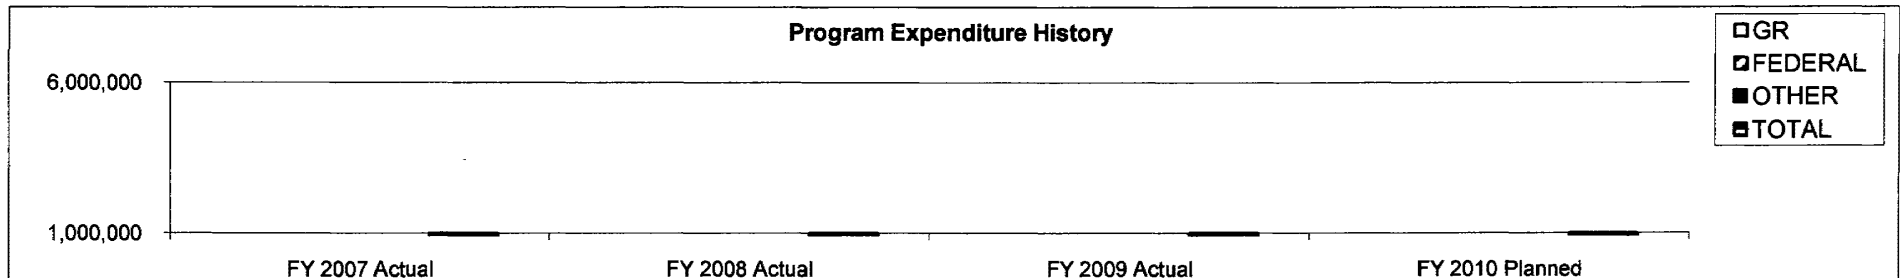 Program Expenditure History
GR
FEDERAL
OTHER
TOTAL
6,000,000
1,000,000
FY 2007 Actual
FY 2008 Actual
FY 2009 Actual
FY 2010 Planned